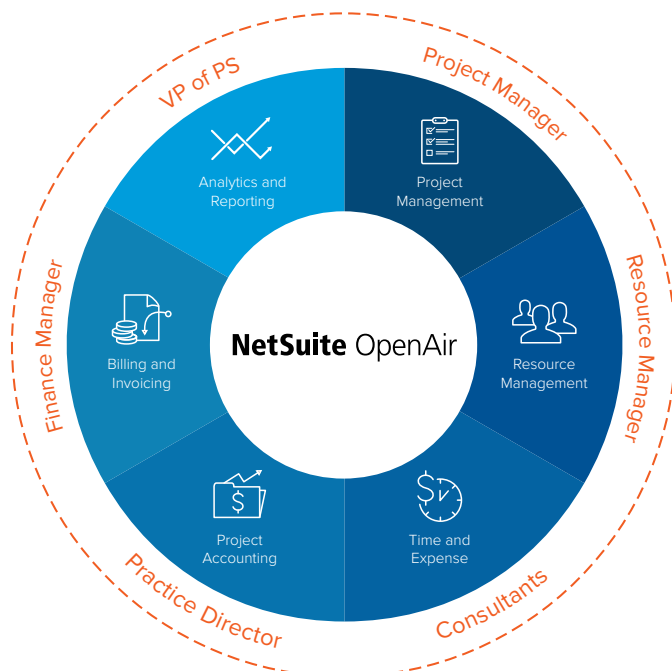 VP of PS
Project Manager
Analytics and
Reporting
Project
Management
Finance Manager
Resource Manager
Billing and
Invoicing
NetSuite OpenAir
Resource
Management
Project
Accounting
Time and
Expense
Practice Director
Consultants